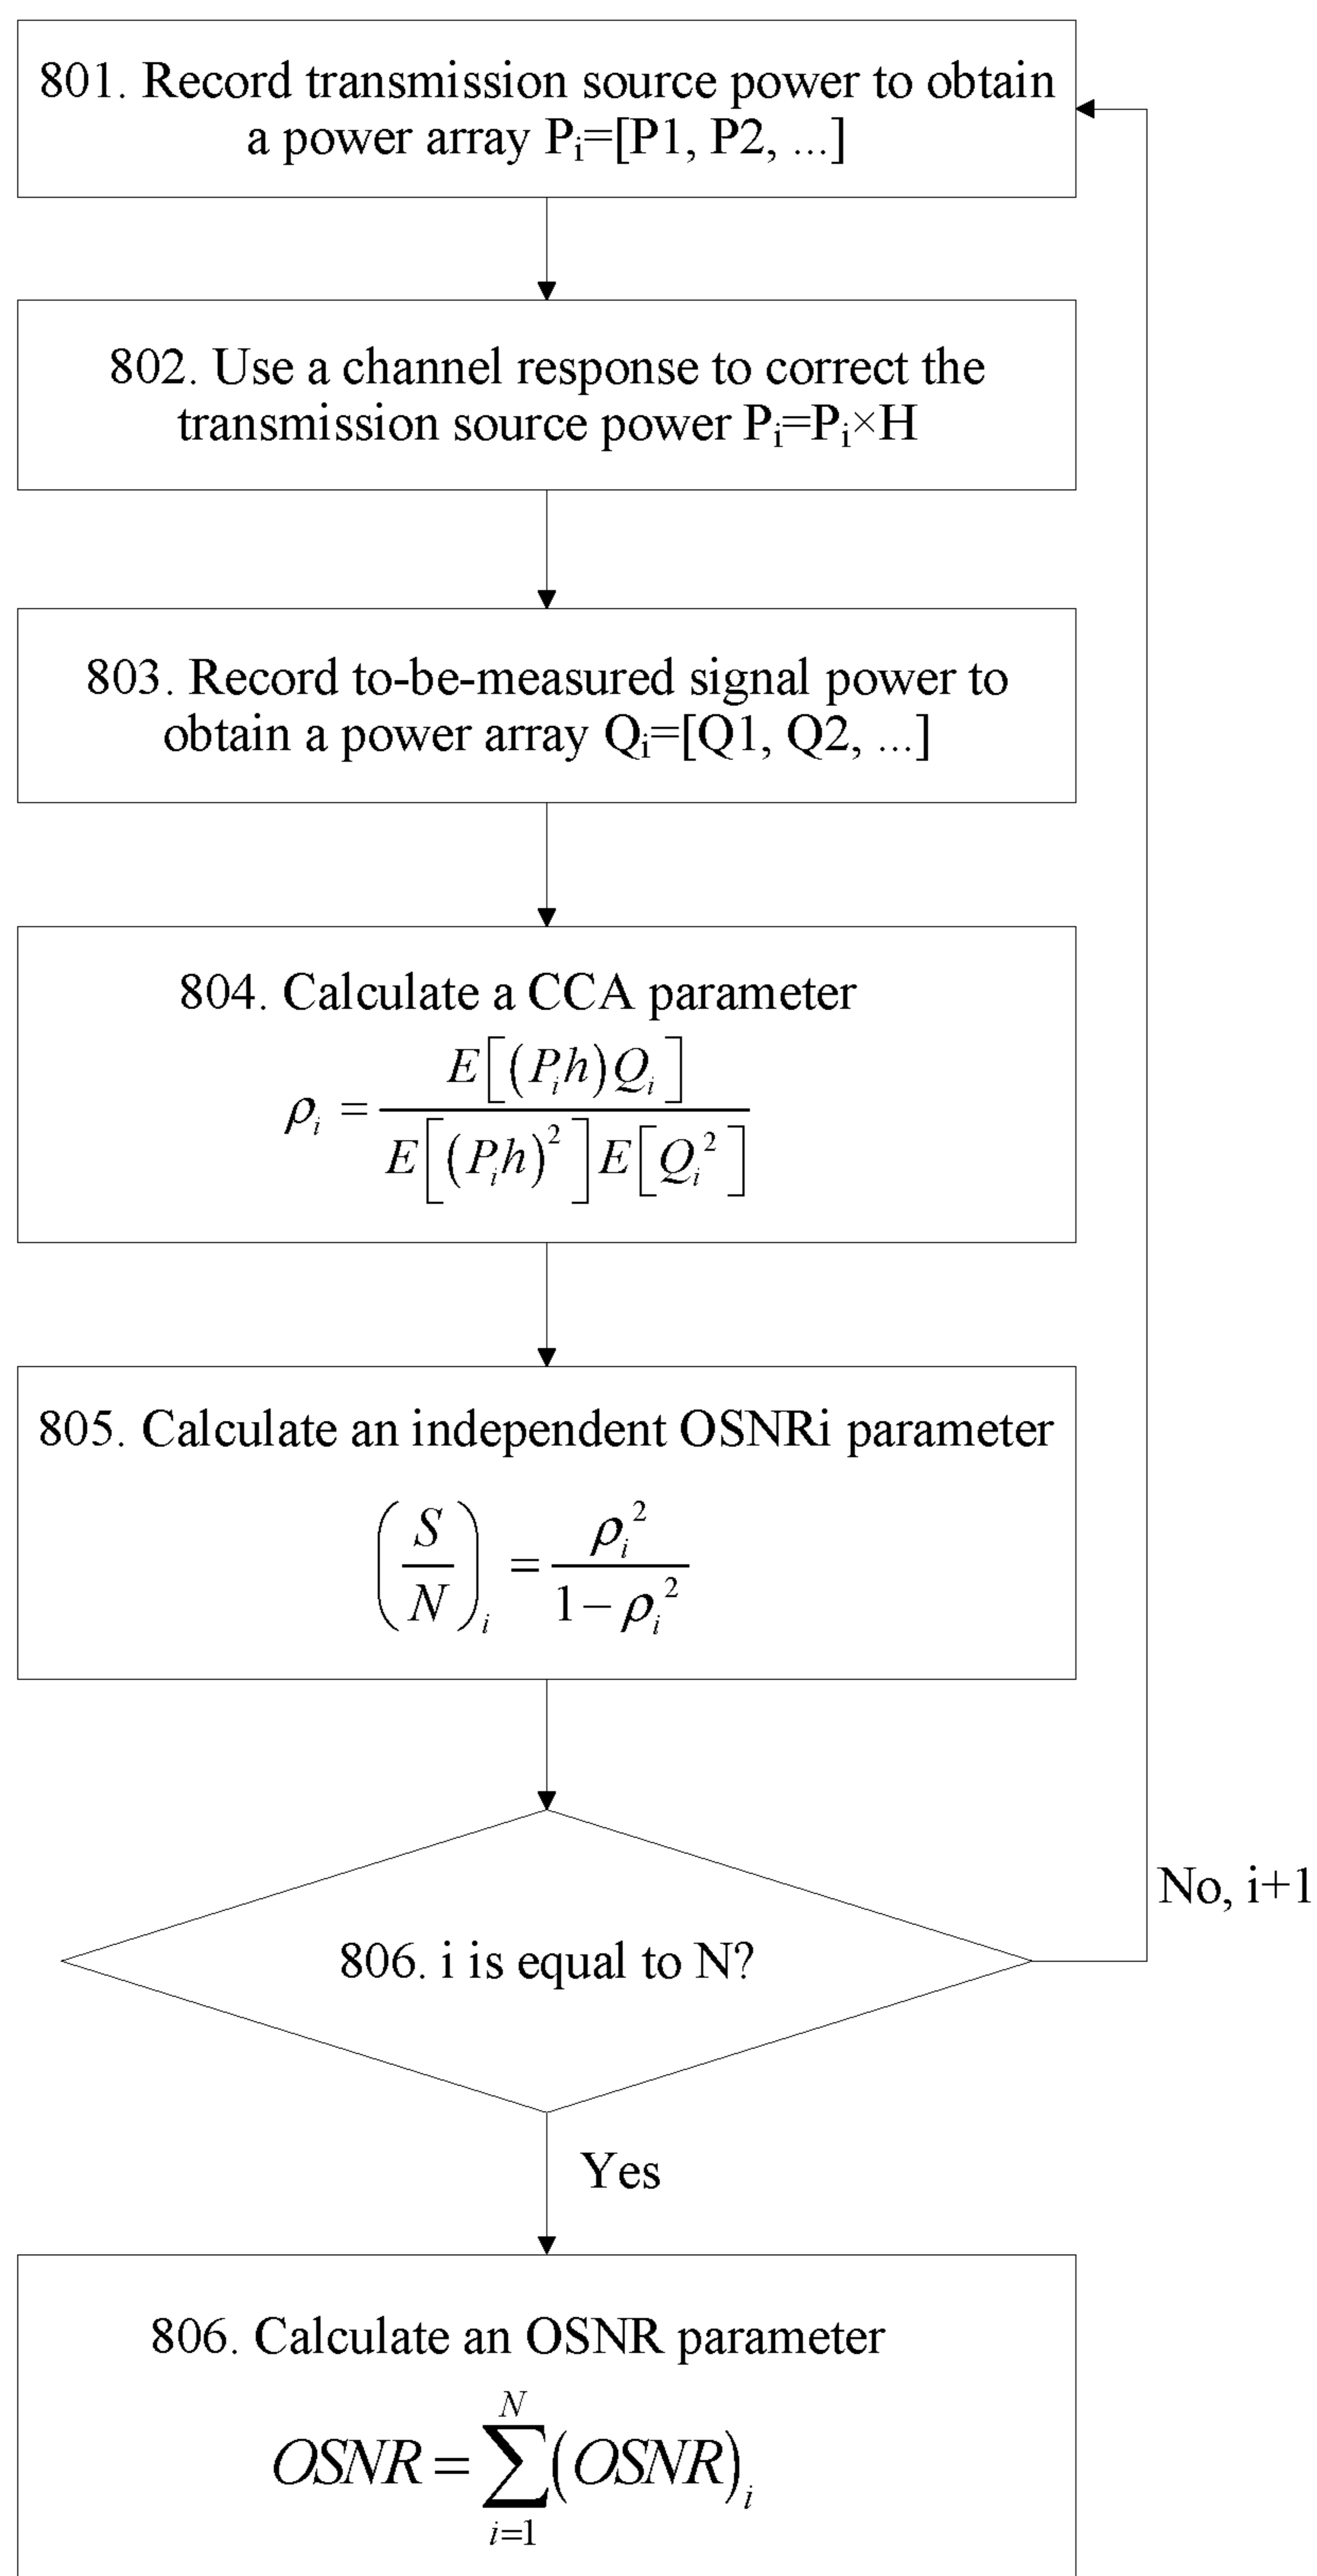 801. Record transmission source power to obtain
a power array Pᵢ=[P1, P2, ...]
802. Use a channel response to correct the
transmission source power Pᵢ=Pᵢ×H
803. Record to-be-measured signal power to
obtain a power array Qᵢ=[Q1, Q2, ...]
804. Calculate a CCA parameter
ρᵢ = E[(Pᵢh)Qᵢ] / E[(Pᵢh)²]E[Qᵢ²]
805. Calculate an independent OSNRi parameter
(S/N)ᵢ = ρᵢ² / 1−ρᵢ²
No, i+1
806. i is equal to N?
Yes
806. Calculate an OSNR parameter
OSNR = ∑ᵢ₌₁ᴺ (OSNR)ᵢ